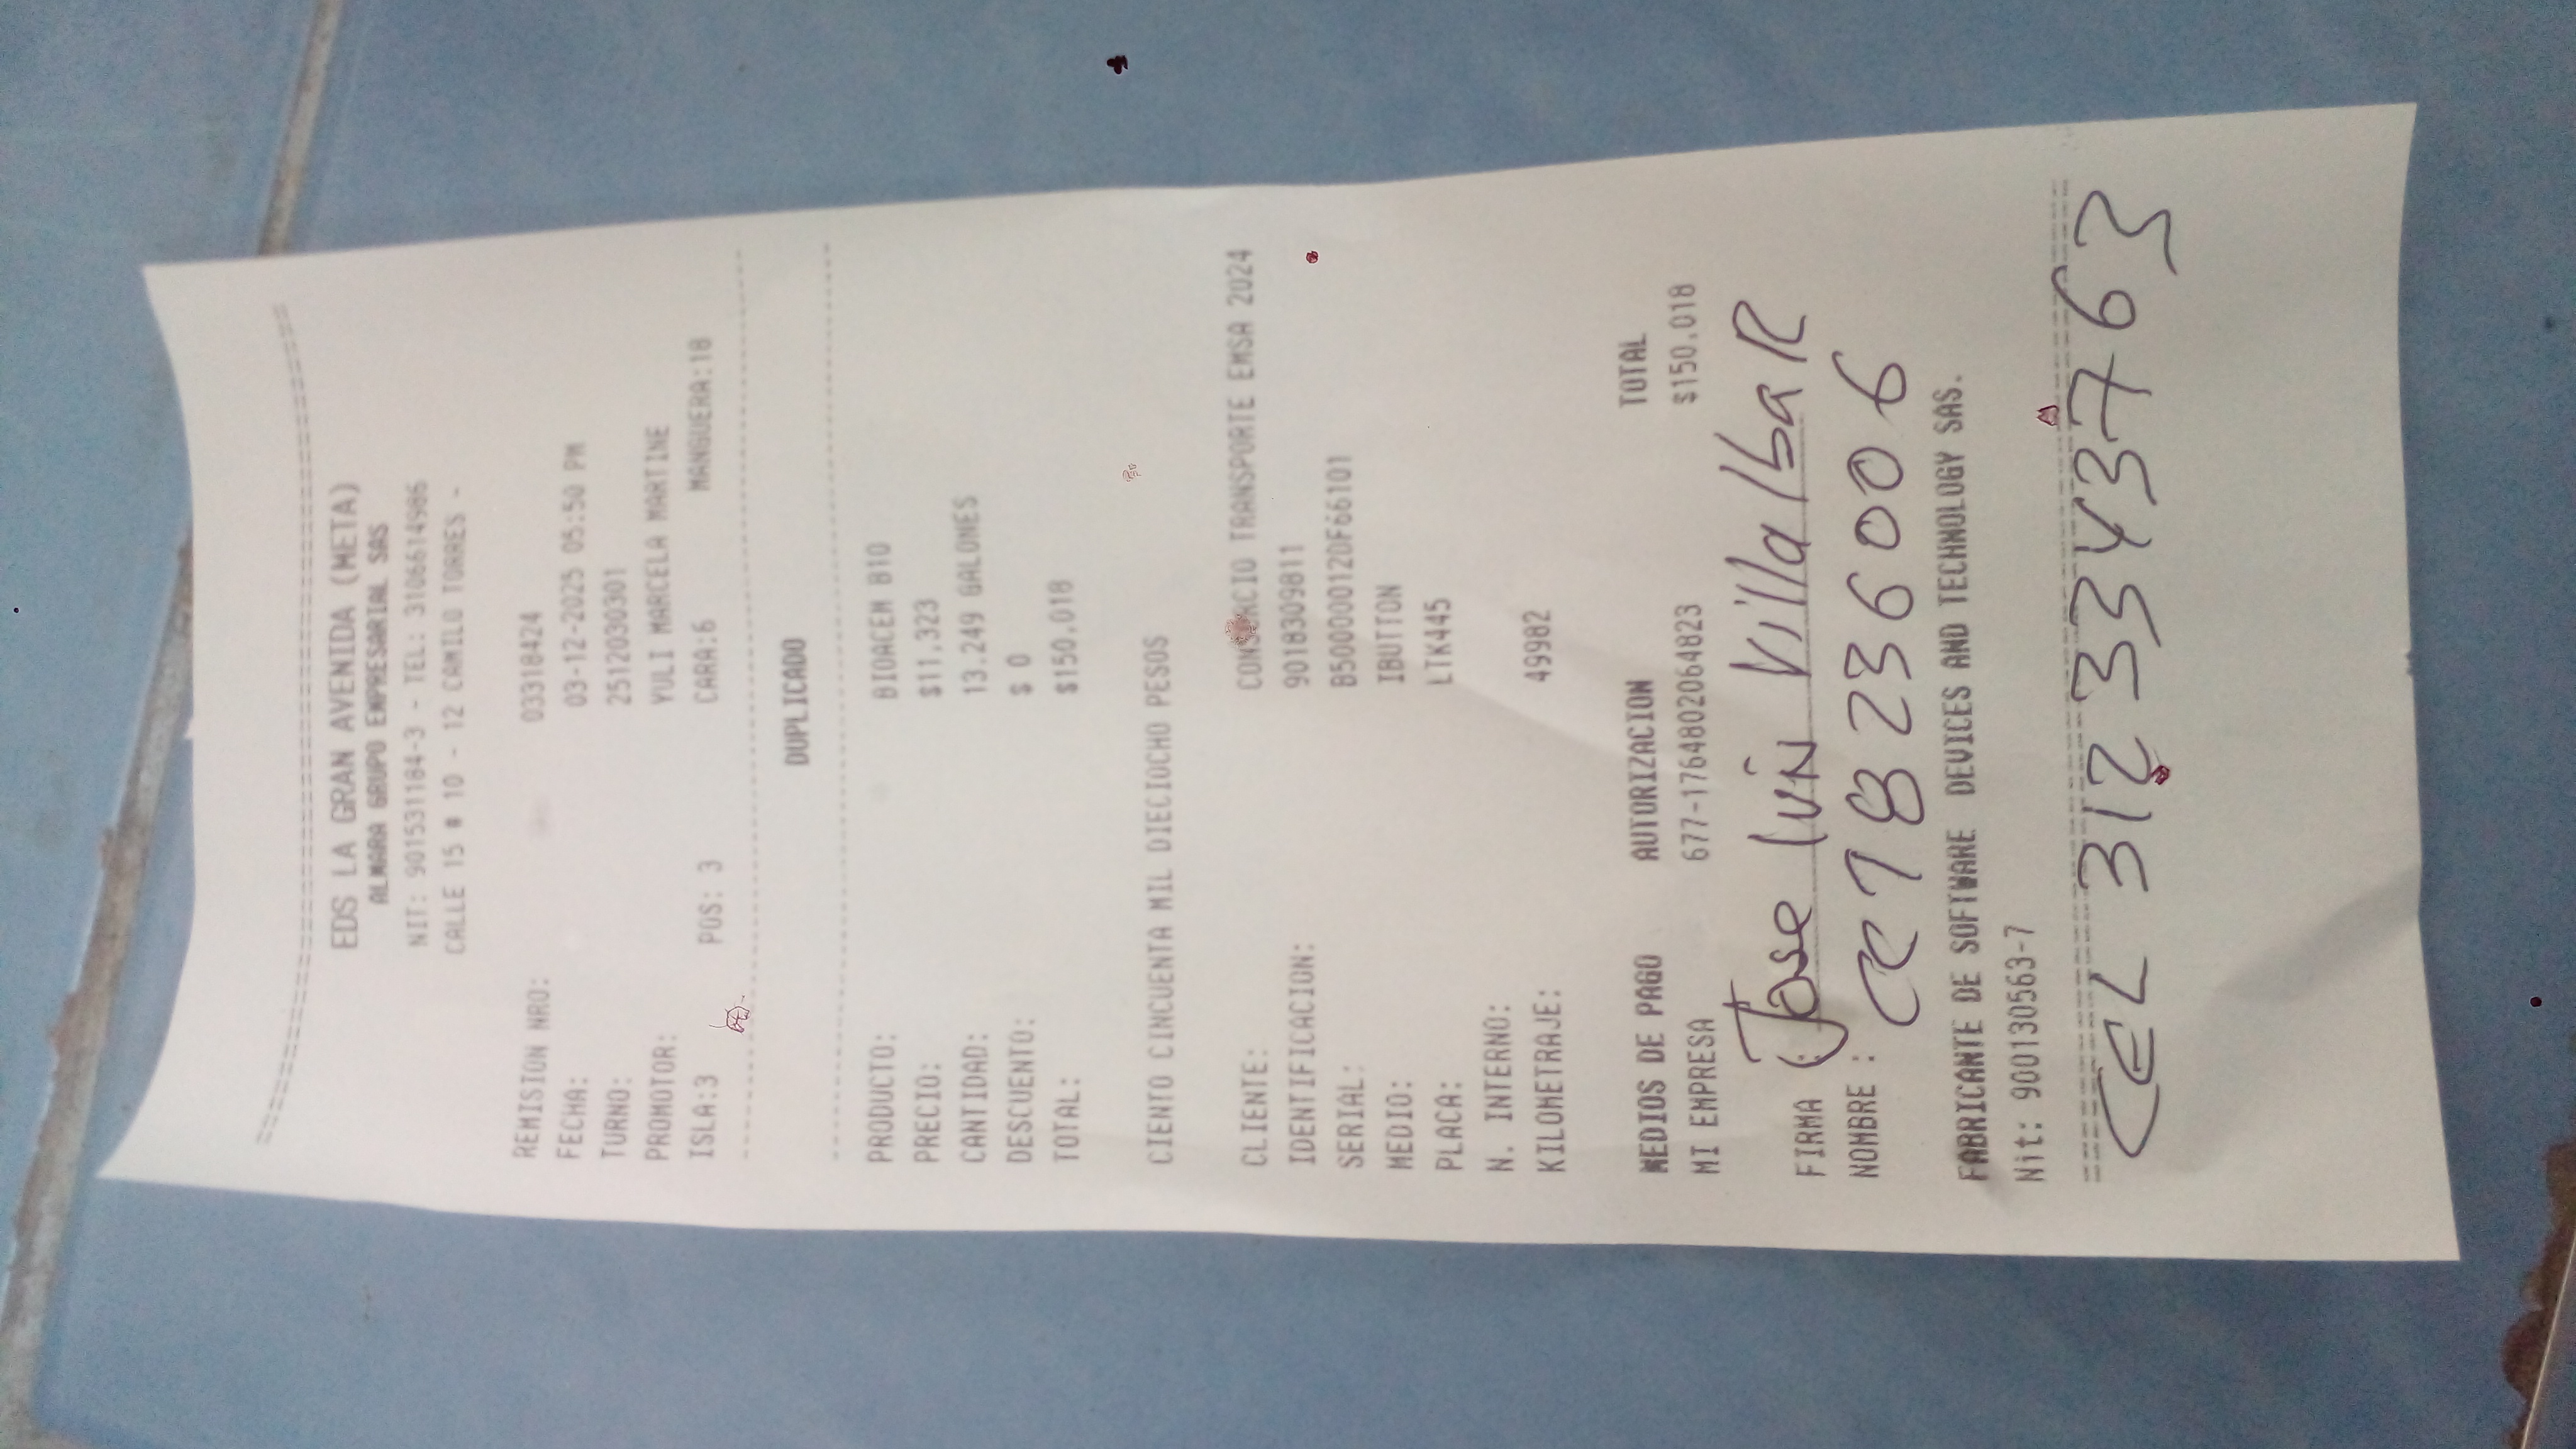 EDS LA GRAN AVENIDA (META)
ALMARA GRUPO EMPRESARIAL SAS
NIT: 901531184-3 - TEL: 3106614986
CALLE 15 # 10 - 12 CAMILO TORRES -
REMISION NRO: 03318424
FECHA: 03-12-2025 05:50 PM
TURNO: 2512030301
PROMOTOR: YULI MARCELA MARTINE
ISLA:3 POS: 3 CARA:6 MANGUERA:18
DUPLICADO
PRODUCTO: BIOACEM B10
PRECIO: $11,323
CANTIDAD: 13.249 GALONES
DESCUENTO: $ 0
TOTAL: $150,018
CIENTO CINCUENTA MIL DIECIOCHO PESOS
CLIENTE: CONSORCIO TRANSPORTE EMSA 2024
IDENTIFICACION: 9018309811
SERIAL: B500000120F66101
MEDIO: IBUTTON
PLACA: LTK445
N. INTERNO:
KILOMETRAJE: 49982
MEDIOS DE PAGO AUTORIZACION TOTAL
MI EMPRESA 677-1764802064823 $150,018
FIRMA : Jose luis VillalbaR
NOMBRE : CC 78236006
FABRICANTE DE SOFTWARE DEVICES AND TECHNOLOGY SAS.
Nit: 900130563-7
CEL 3123343763